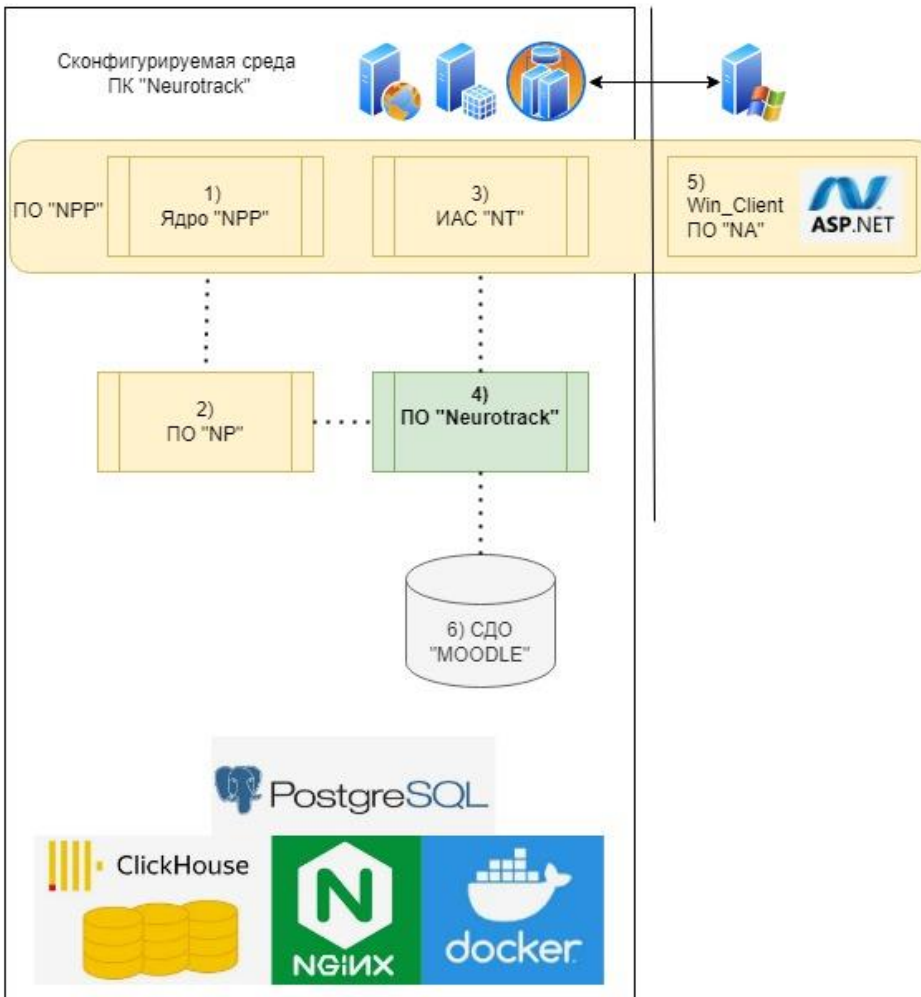 Сконфигурируемая среда
ПК "Neurotrack"
ПО "NPP"
1)
Ядро "NPP"
3)
ИАС "NT"
5)
Win_Client
ПО "NA"
ASP.NET
2)
ПО "NP"
4)
ПО "Neurotrack"
6) СДО
"MOODLE"
PostgreSQL
ClickHouse
N
NGiNX
docker